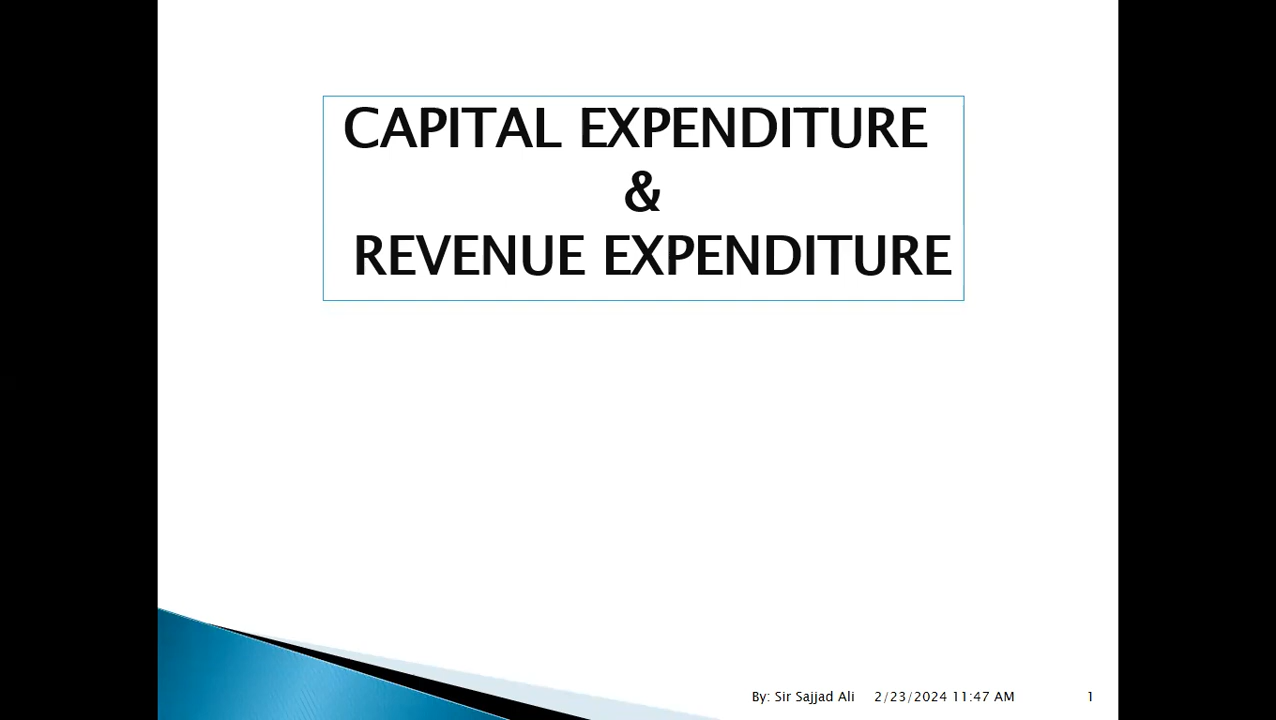 CAPITAL EXPENDITURE
&
REVENUE EXPENDITURE
By: Sir Sajjad Ali 2/23/2024 11:47 AM 1